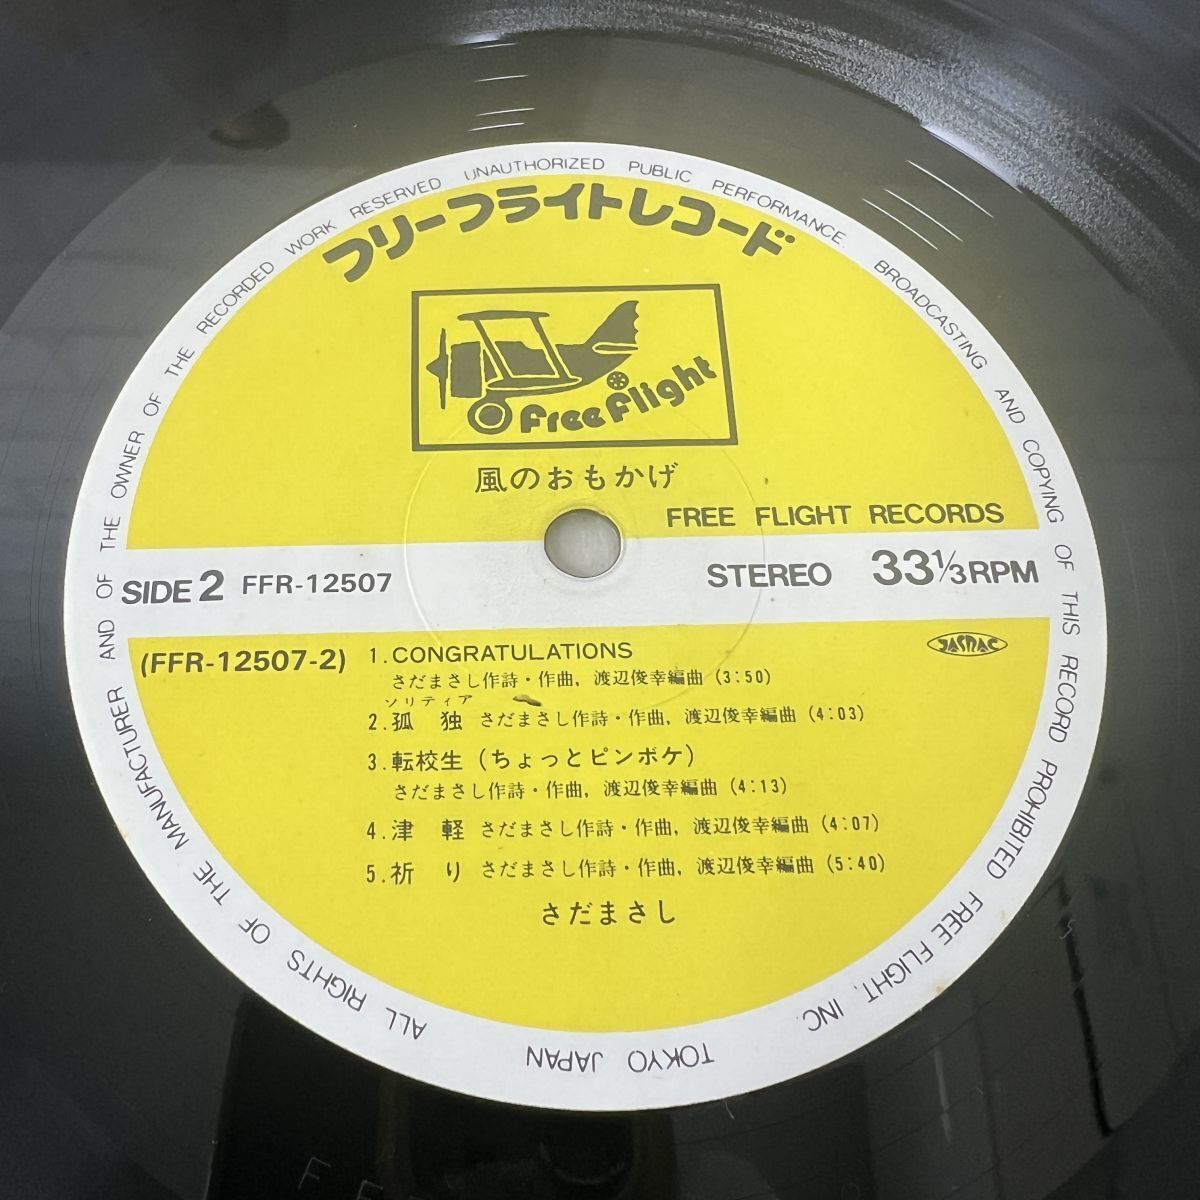 ALL RIGHTS OF THE MANUFACTURER AND OF THE OWNER OF THE RECORDED WORK RESERVED UNAUTHORIZED PUBLIC PERFORMANCE. BROADCASTING AND COPYING OF THIS RECORD PROHIBITED FREE FLIGHT, INC. TOKYO JAPAN
フリーフライトレコード
Free Flight
風のおもかげ
FREE FLIGHT RECORDS
SIDE 2 FFR-12507 STEREO 33 1/3 RPM
(FFR-12507-2) JASRAC
1.CONGRATULATIONS
さだまさし作詩・作曲, 渡辺俊幸編曲 (3:50)
ソリティア
2.孤 独 さだまさし作詩・作曲, 渡辺俊幸編曲 (4:03)
3.転校生 (ちょっとピンボケ)
さだまさし作詩・作曲, 渡辺俊幸編曲 (4:13)
4.津 軽 さだまさし作詩・作曲, 渡辺俊幸編曲 (4:07)
5.祈 り さだまさし作詩・作曲, 渡辺俊幸編曲 (5:40)
さだまさし